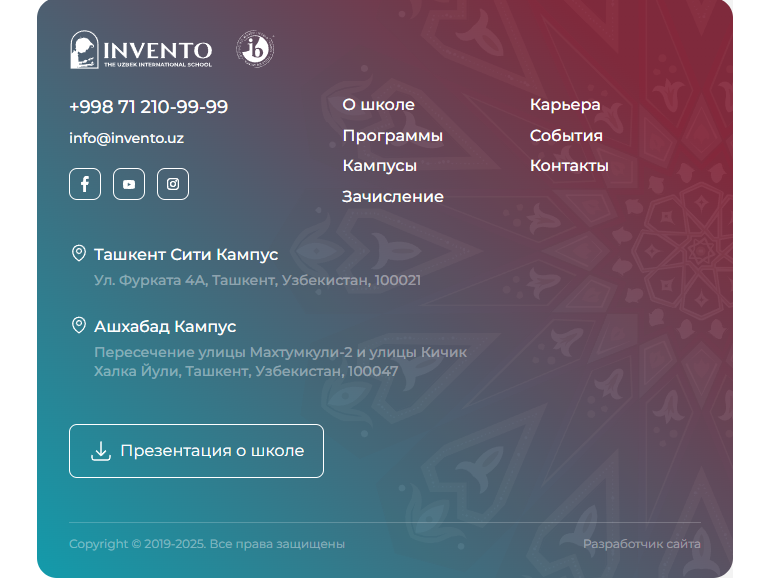 INVENTO
THE UZBEK INTERNATIONAL SCHOOL
ib
+998 71 210-99-99
info@invento.uz
О школе
Программы
Кампусы
Зачисление
Карьера
События
Контакты
Ташкент Сити Кампус
Ул. Фурката 4А, Ташкент, Узбекистан, 100021
Ашхабад Кампус
Пересечение улицы Махтумкули-2 и улицы Кичик
Халка Йули, Ташкент, Узбекистан, 100047
Презентация о школе
Copyright © 2019-2025. Все права защищены
Разработчик сайта